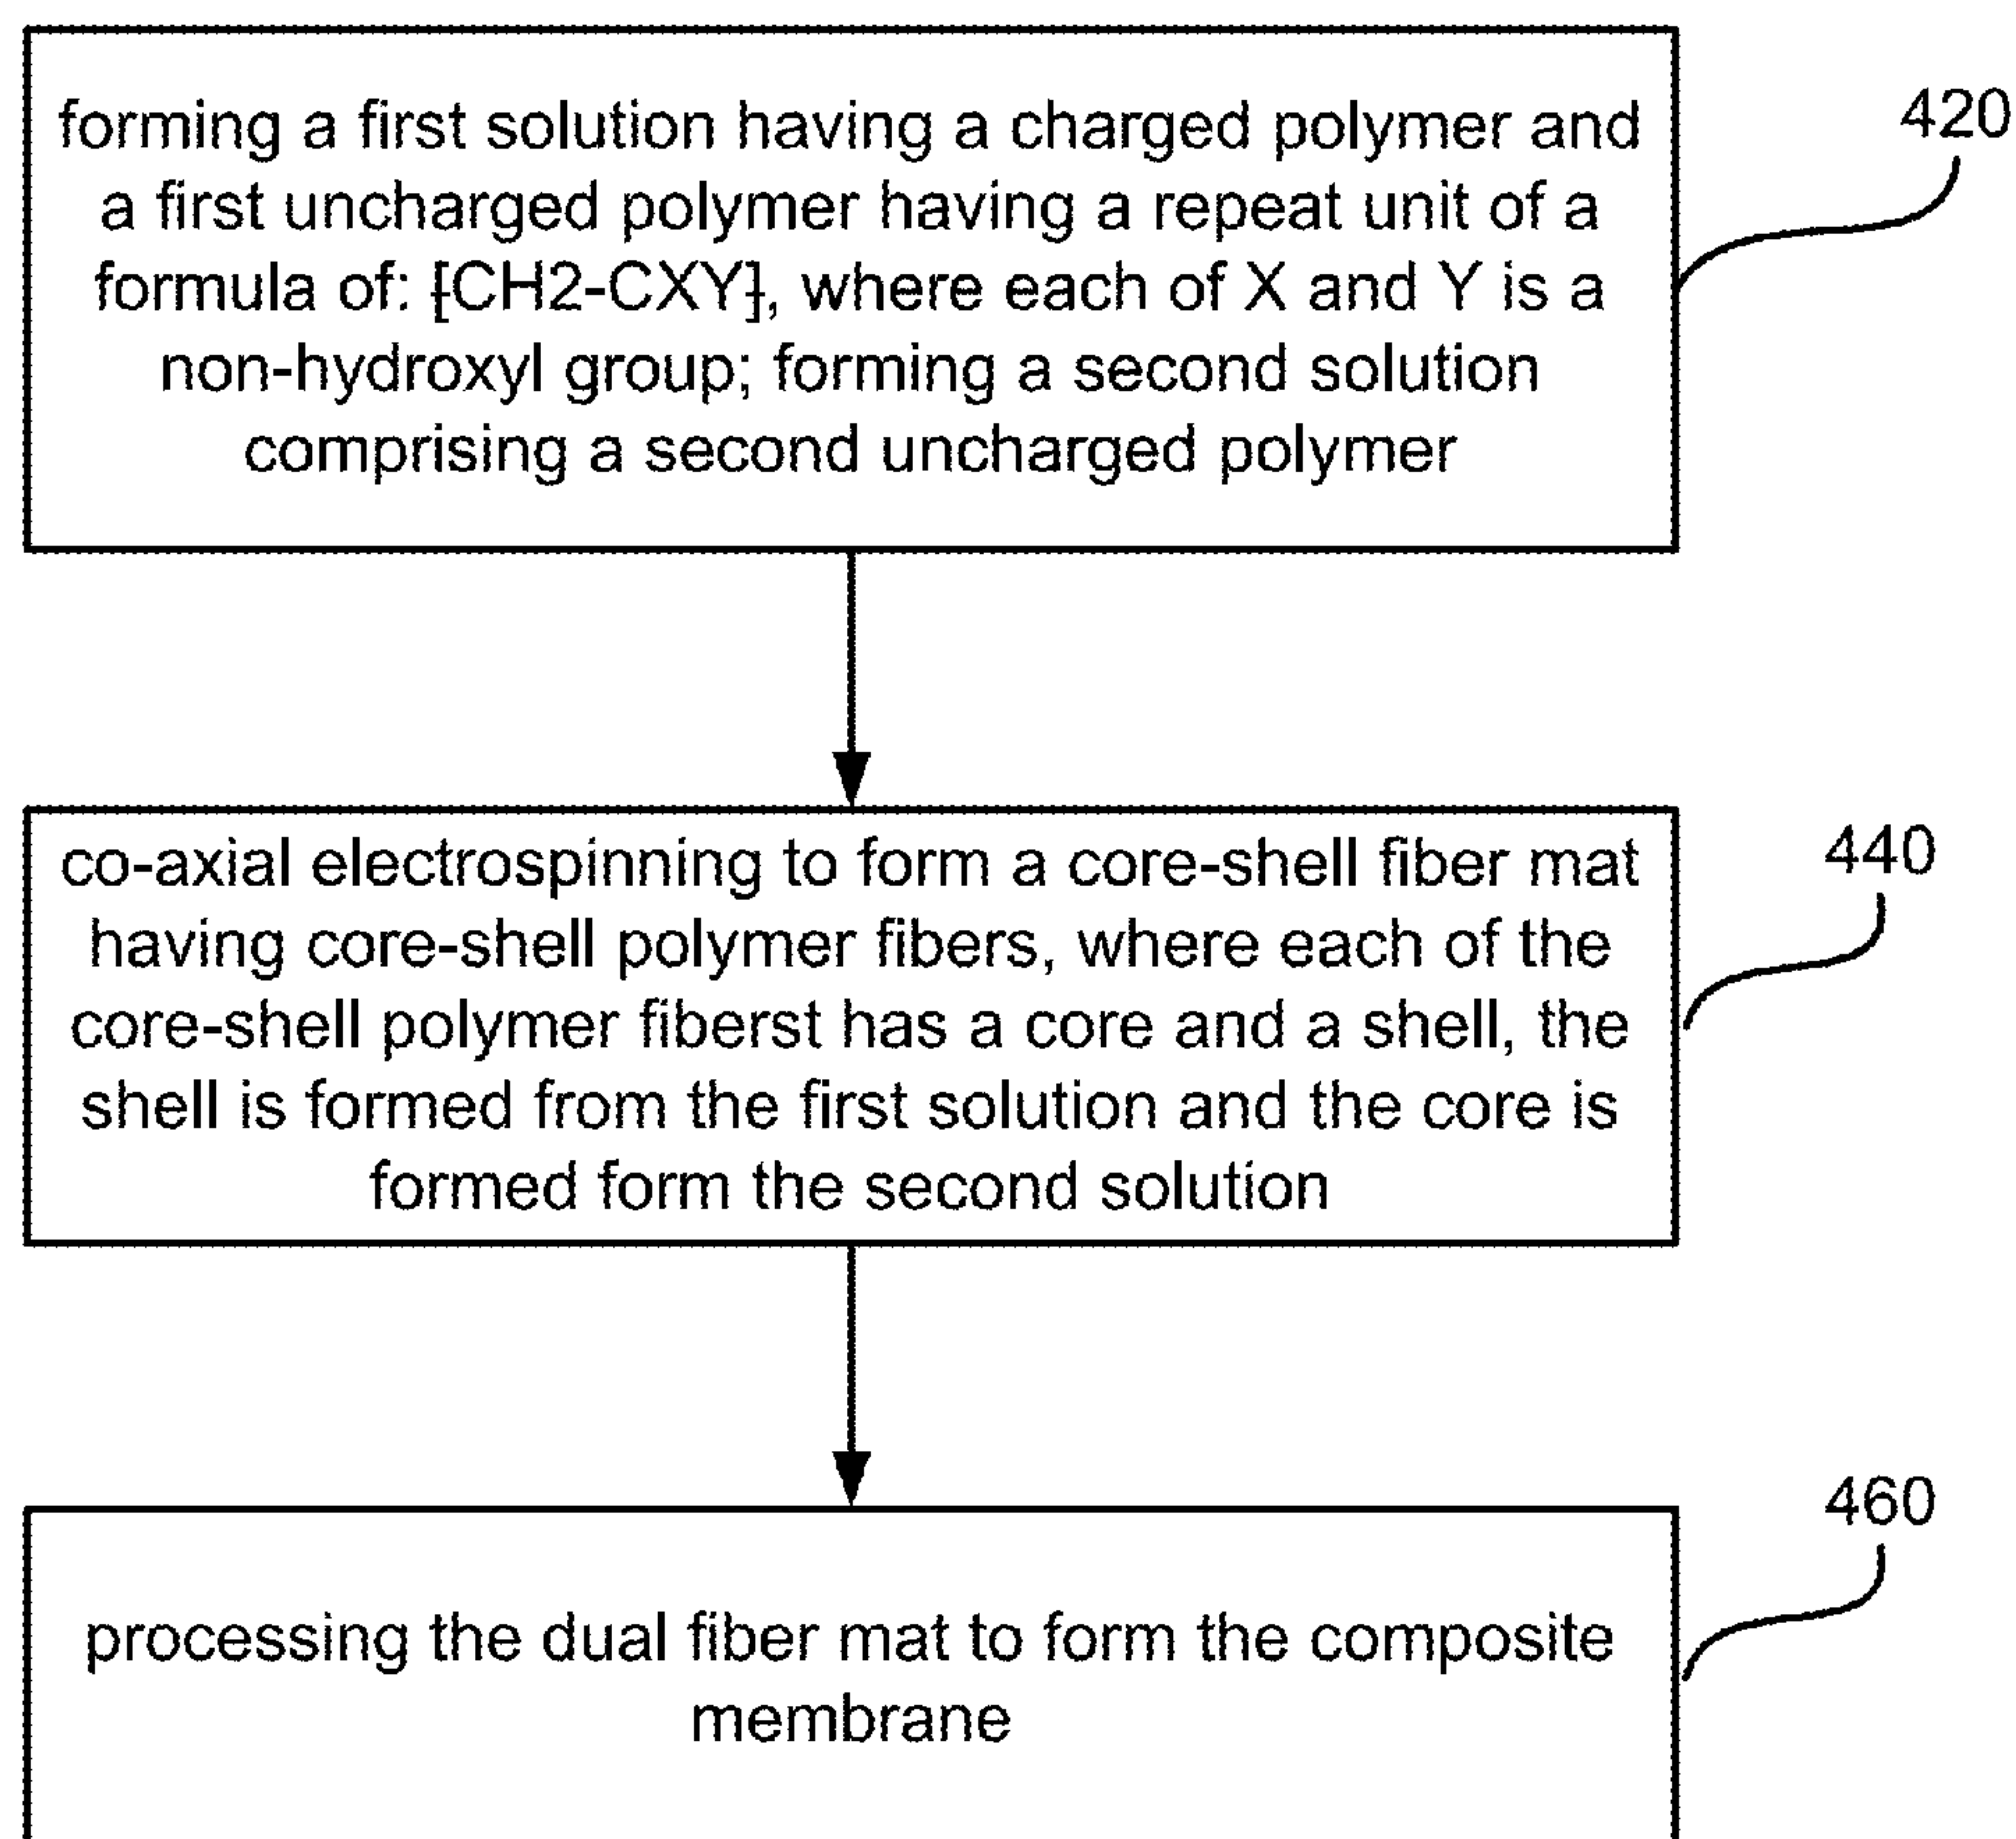 forming a first solution having a charged polymer and
a first uncharged polymer having a repeat unit of a
formula of: [CH2-CXY], where each of X and Y is a
non-hydroxyl group; forming a second solution
comprising a second uncharged polymer
420
co-axial electrospinning to form a core-shell fiber mat
having core-shell polymer fibers, where each of the
core-shell polymer fiberst has a core and a shell, the
shell is formed from the first solution and the core is
formed form the second solution
440
processing the dual fiber mat to form the composite
membrane
460